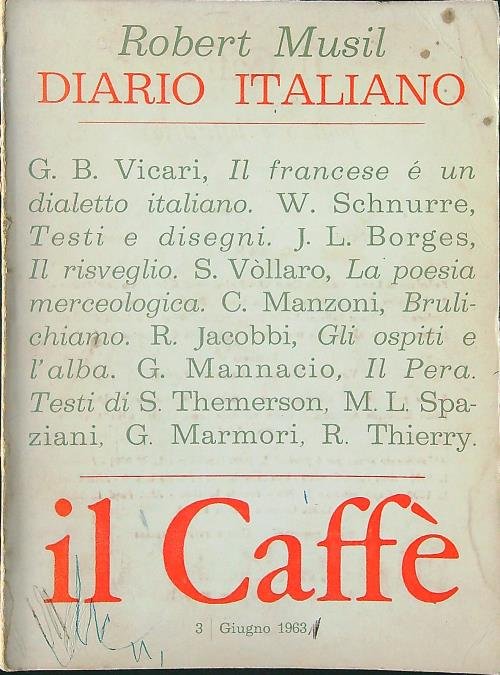 Robert Musil
DIARIO ITALIANO
G. B. Vicari, Il francese é un
dialetto italiano. W. Schnurre,
Testi e disegni. J. L. Borges,
Il risveglio. S. Vòllaro, La poesia
merceologica. C. Manzoni, Bruli-
chiamo. R. Jacobbi, Gli ospiti e
l'alba. G. Mannacio, Il Pera.
Testi di S. Themerson, M. L. Spa-
ziani, G. Marmori, R. Thierry.
il Caffè
3 | Giugno 1963